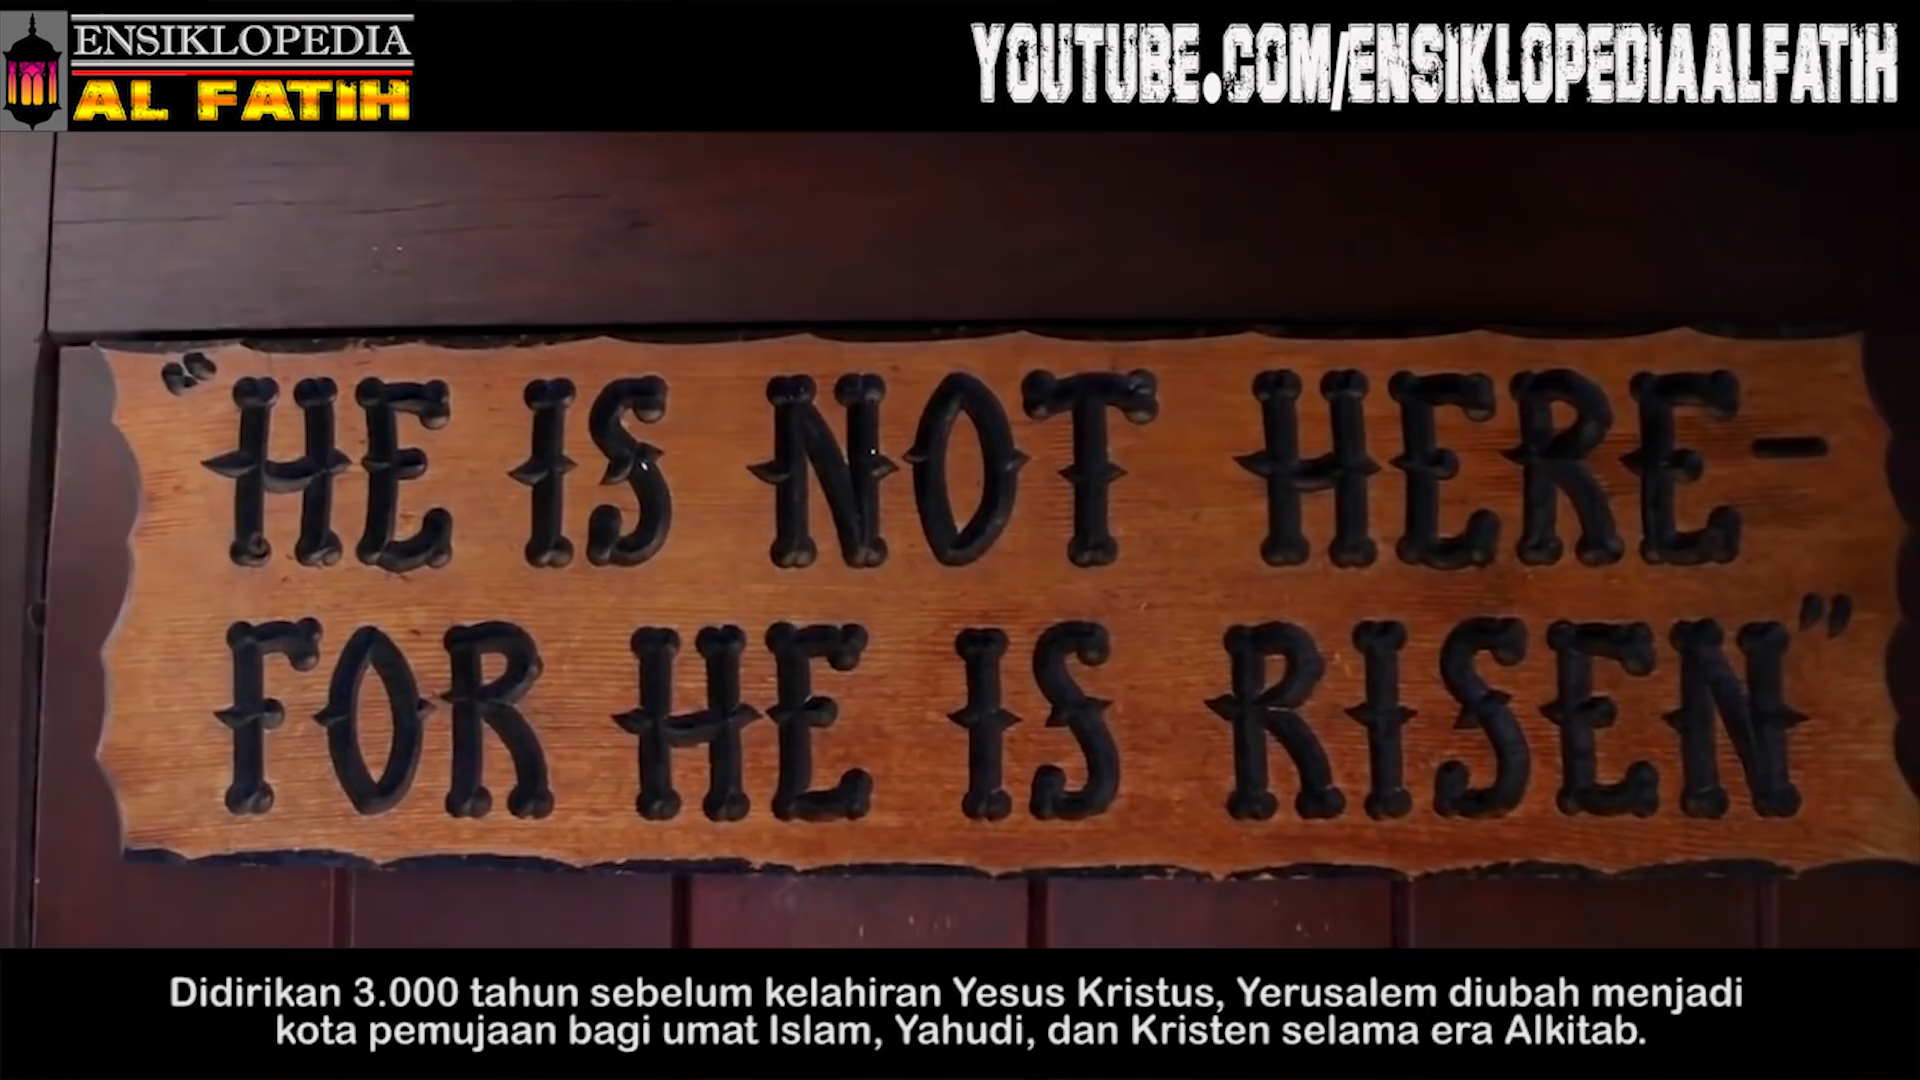 ENSIKLOPEDIA
AL FATIH
YOUTUBE.COM/ENSIKLOPEDIAALFATIH
"HE IS NOT HERE-
FOR HE IS RISEN"
Didirikan 3.000 tahun sebelum kelahiran Yesus Kristus, Yerusalem diubah menjadi
kota pemujaan bagi umat Islam, Yahudi, dan Kristen selama era Alkitab.